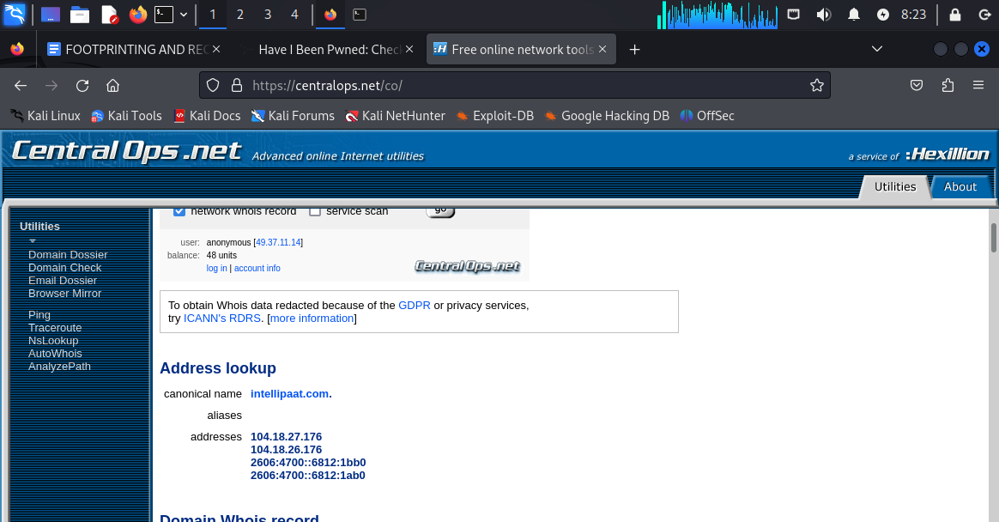 1 2 3 4 8:23
FOOTPRINTING AND REC Have I Been Pwned: Chec Free online network tools
https://centralops.net/co/
Kali Linux Kali Tools Kali Docs Kali Forums Kali NetHunter Exploit-DB Google Hacking DB OffSec
Central Ops .net Advanced online Internet utilities a service of :Hexillion
Utilities About
Utilities
Domain Dossier
Domain Check
Email Dossier
Browser Mirror
Ping
Traceroute
NsLookup
AutoWhois
AnalyzePath
network whois record service scan go
user: anonymous [49.37.11.14]
balance: 48 units
log in | account info
Central Ops .net
To obtain Whois data redacted because of the GDPR or privacy services,
try ICANN's RDRS. [more information]
Address lookup
canonical name intellipaat.com.
aliases
addresses 104.18.27.176
104.18.26.176
2606:4700::6812:1bb0
2606:4700::6812:1ab0
Domain Whois record